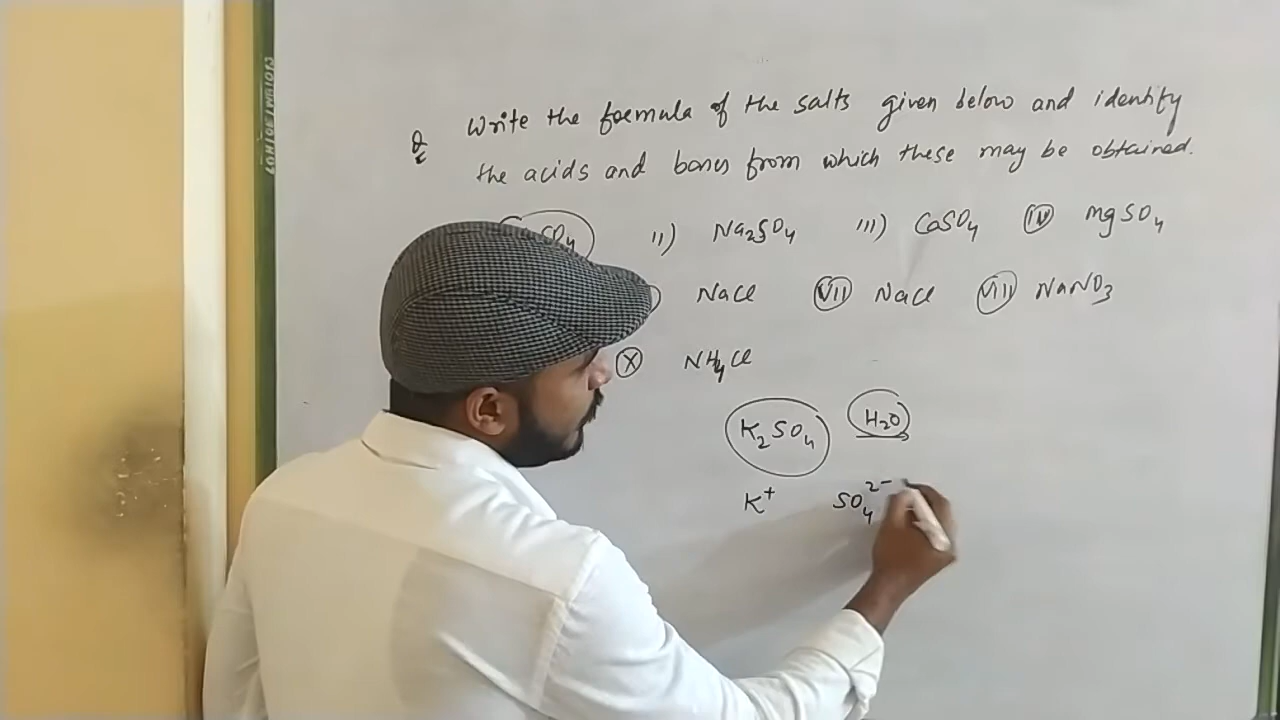 Q Write the formula of the salts given below and identify
the acids and bases from which these may be obtained.
SO4 ii) Na2SO4 iii) CaSO4 iv MgSO4
NaCl VII NaCl VIII NaNO3
X NH4Cl
K2SO4 H2O
K+ SO4 2-